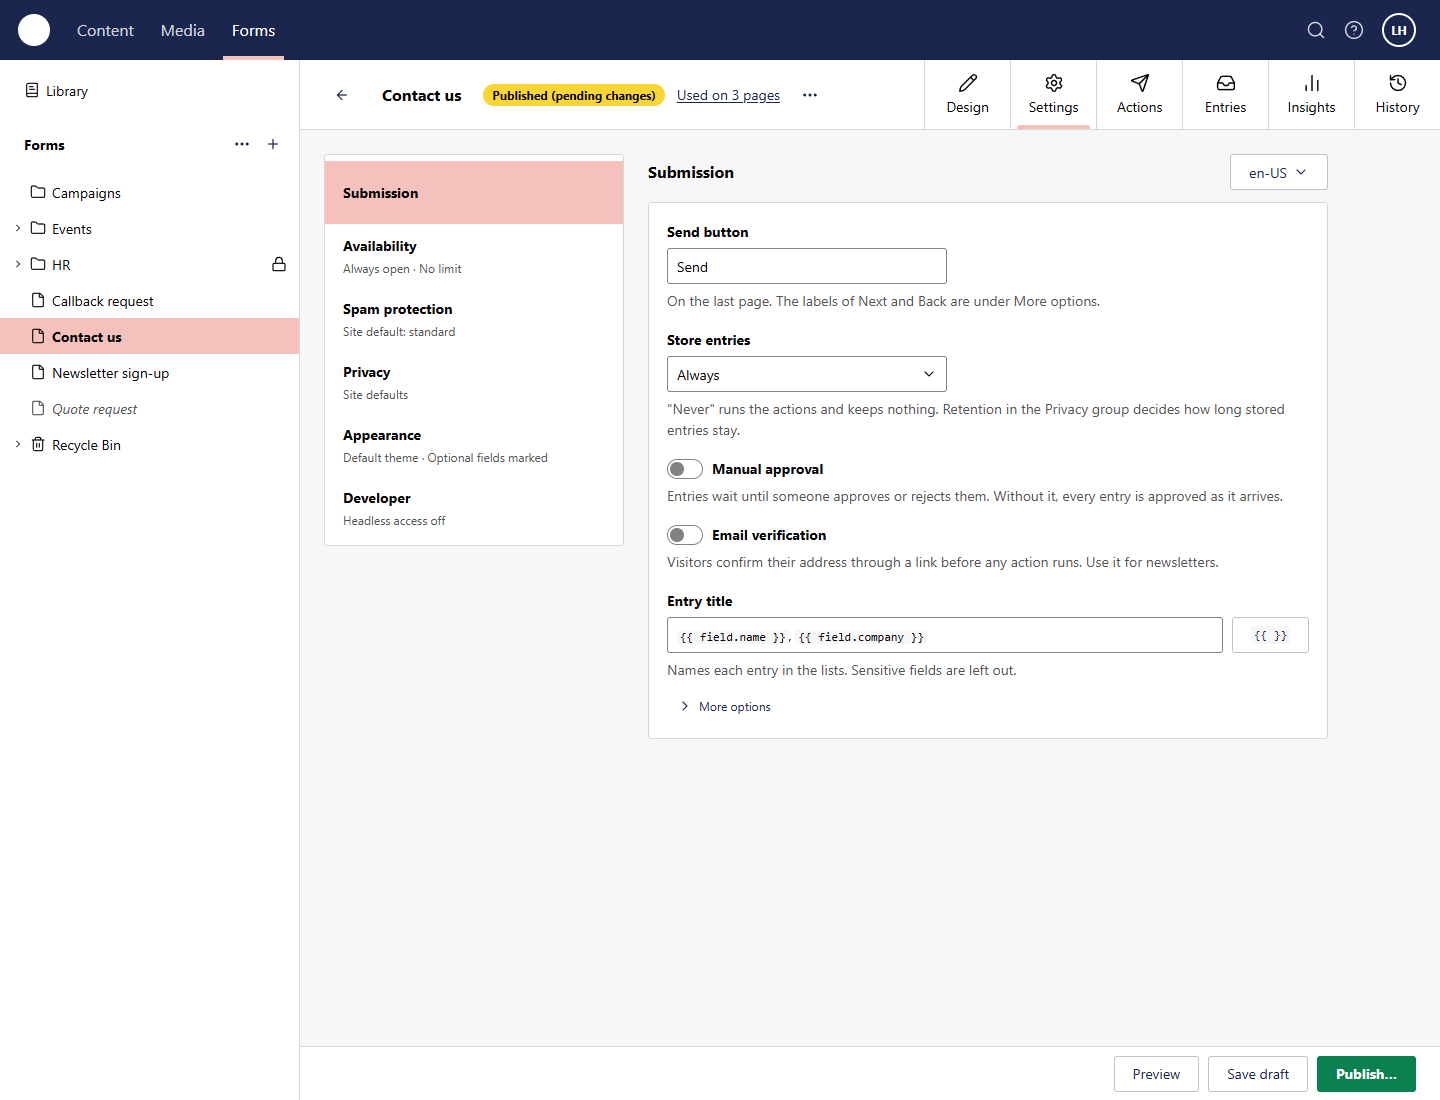 Content
Media
Forms
LH
Library
Forms
Campaigns
Events
HR
Callback request
Contact us
Newsletter sign-up
Quote request
Recycle Bin
Contact us
Published (pending changes)
Used on 3 pages
Design
Settings
Actions
Entries
Insights
History
Submission
Availability
Always open · No limit
Spam protection
Site default: standard
Privacy
Site defaults
Appearance
Default theme · Optional fields marked
Developer
Headless access off
Submission
en-US
Send button
Send
On the last page. The labels of Next and Back are under More options.
Store entries
Always
"Never" runs the actions and keeps nothing. Retention in the Privacy group decides how long stored
entries stay.
Manual approval
Entries wait until someone approves or rejects them. Without it, every entry is approved as it arrives.
Email verification
Visitors confirm their address through a link before any action runs. Use it for newsletters.
Entry title
{{ field.name }}, {{ field.company }}
{{ }}
Names each entry in the lists. Sensitive fields are left out.
More options
Preview
Save draft
Publish...